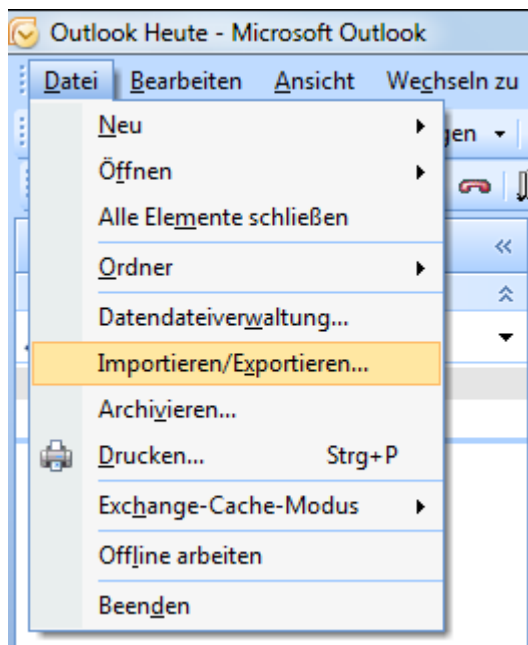 Outlook Heute - Microsoft Outlook
Datei Bearbeiten Ansicht Wechseln zu
Neu
Öffnen
Alle Elemente schließen
Ordner
Datendateiverwaltung...
Importieren/Exportieren...
Archivieren...
Drucken... Strg+P
Exchange-Cache-Modus
Offline arbeiten
Beenden